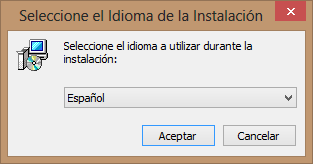 Seleccione el Idioma de la Instalación
Seleccione el idioma a utilizar durante la
instalación:
Español
Aceptar
Cancelar